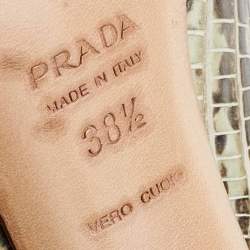 PRADA
MADE IN ITALY
38½
VERO CUOIO